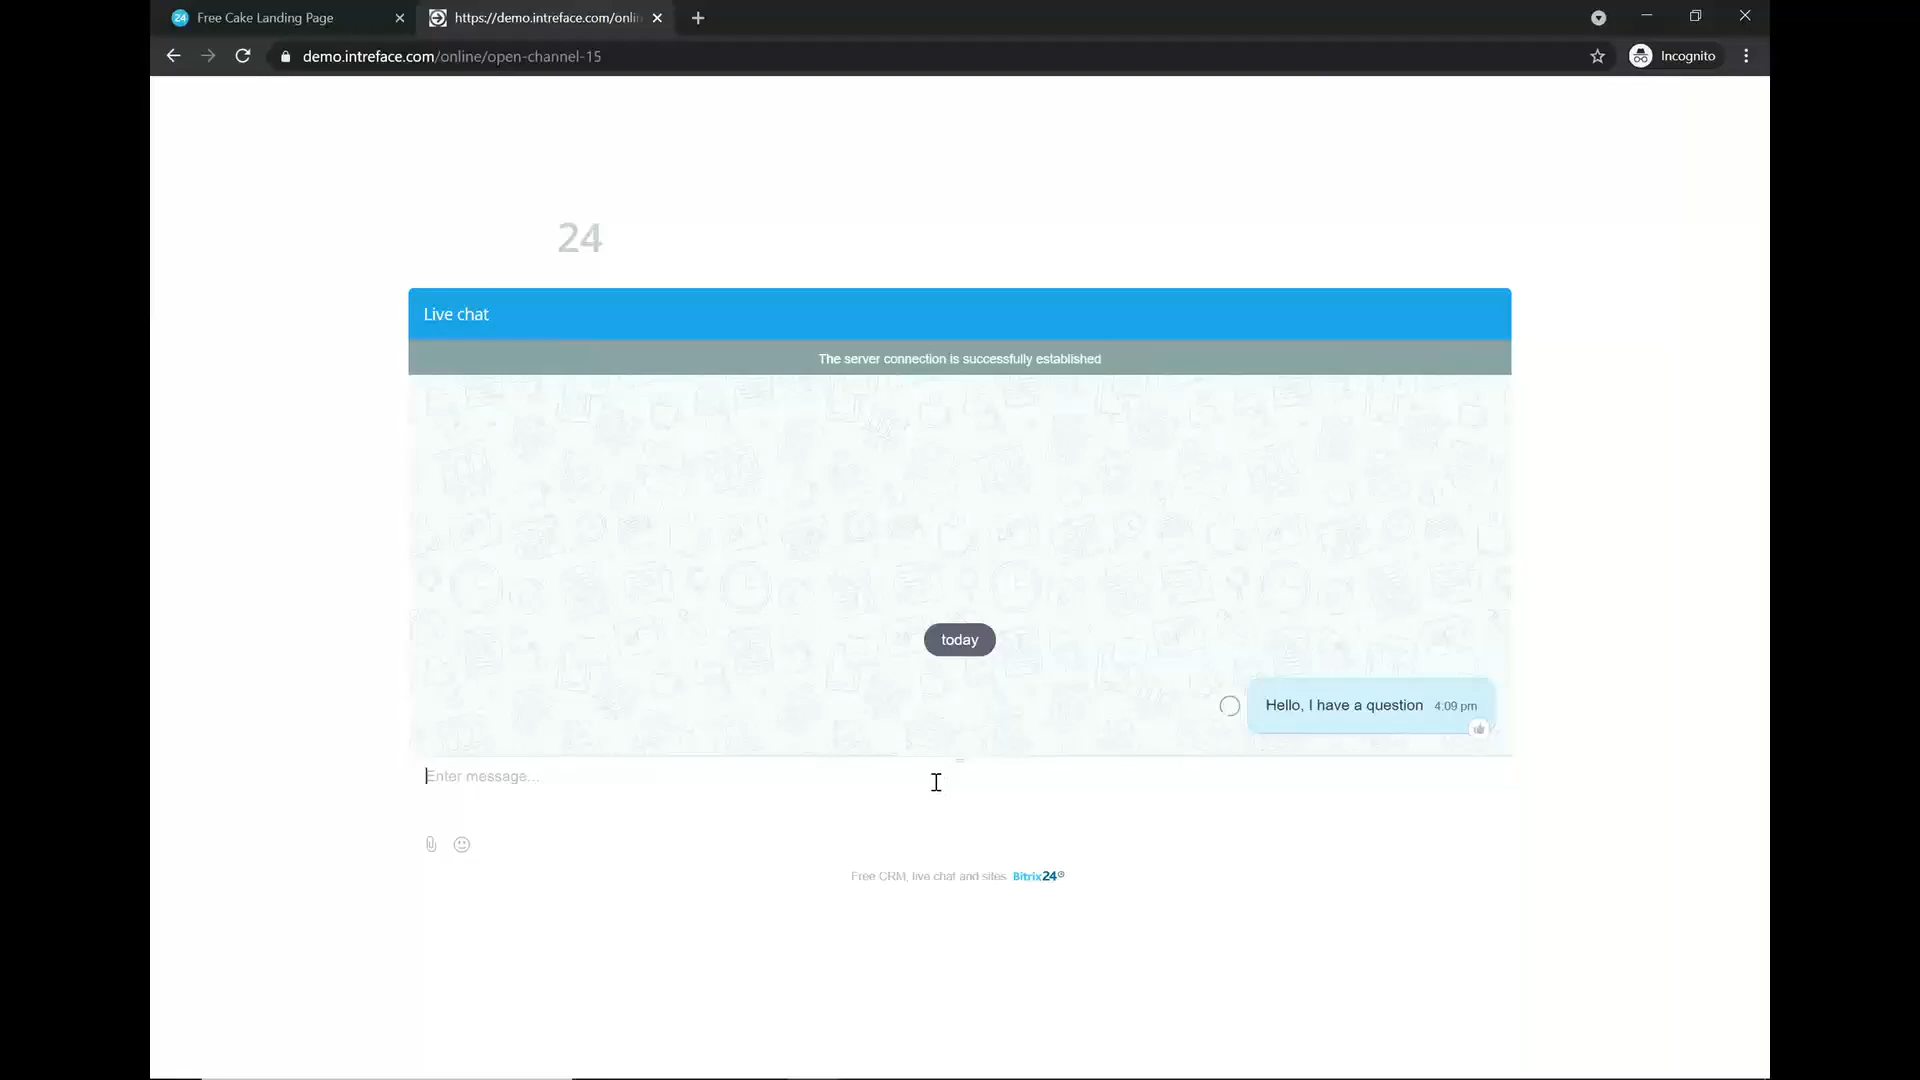 24 Free Cake Landing Page
https://demo.intreface.com/onli
demo.intreface.com/online/open-channel-15
Incognito
24
Live chat
The server connection is successfully established
today
Hello, I have a question 4:09 pm
Enter message...
Free CRM, live chat and sites Bitrix24